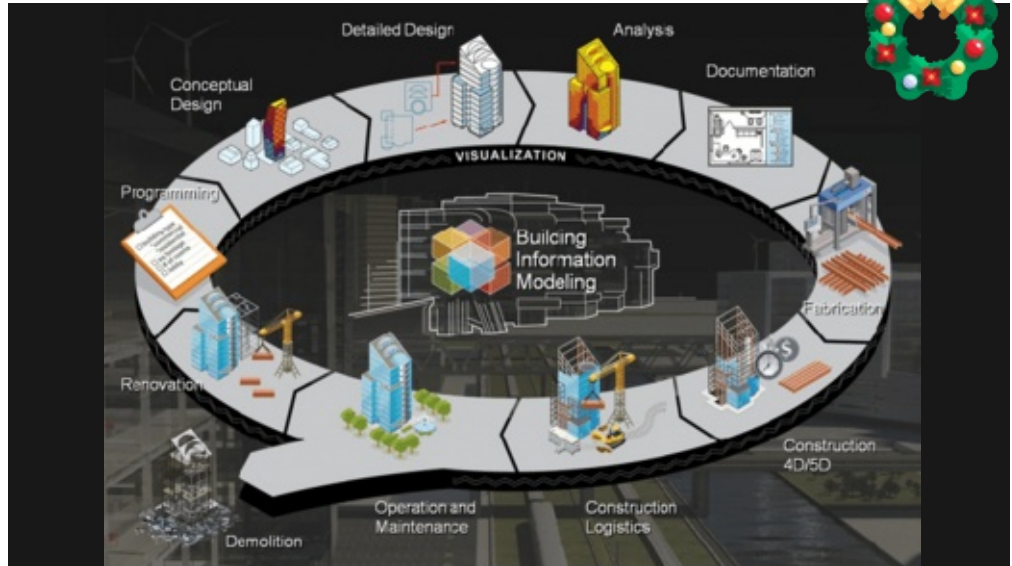 Detailed Design
Analysis
Conceptual
Design
Documentation
VISUALIZATION
Programming
Building
Information
Modeling
Fabrication
Renovation
Construction
4D/5D
Operation and
Maintenance
Construction
Logistics
Demolition
$